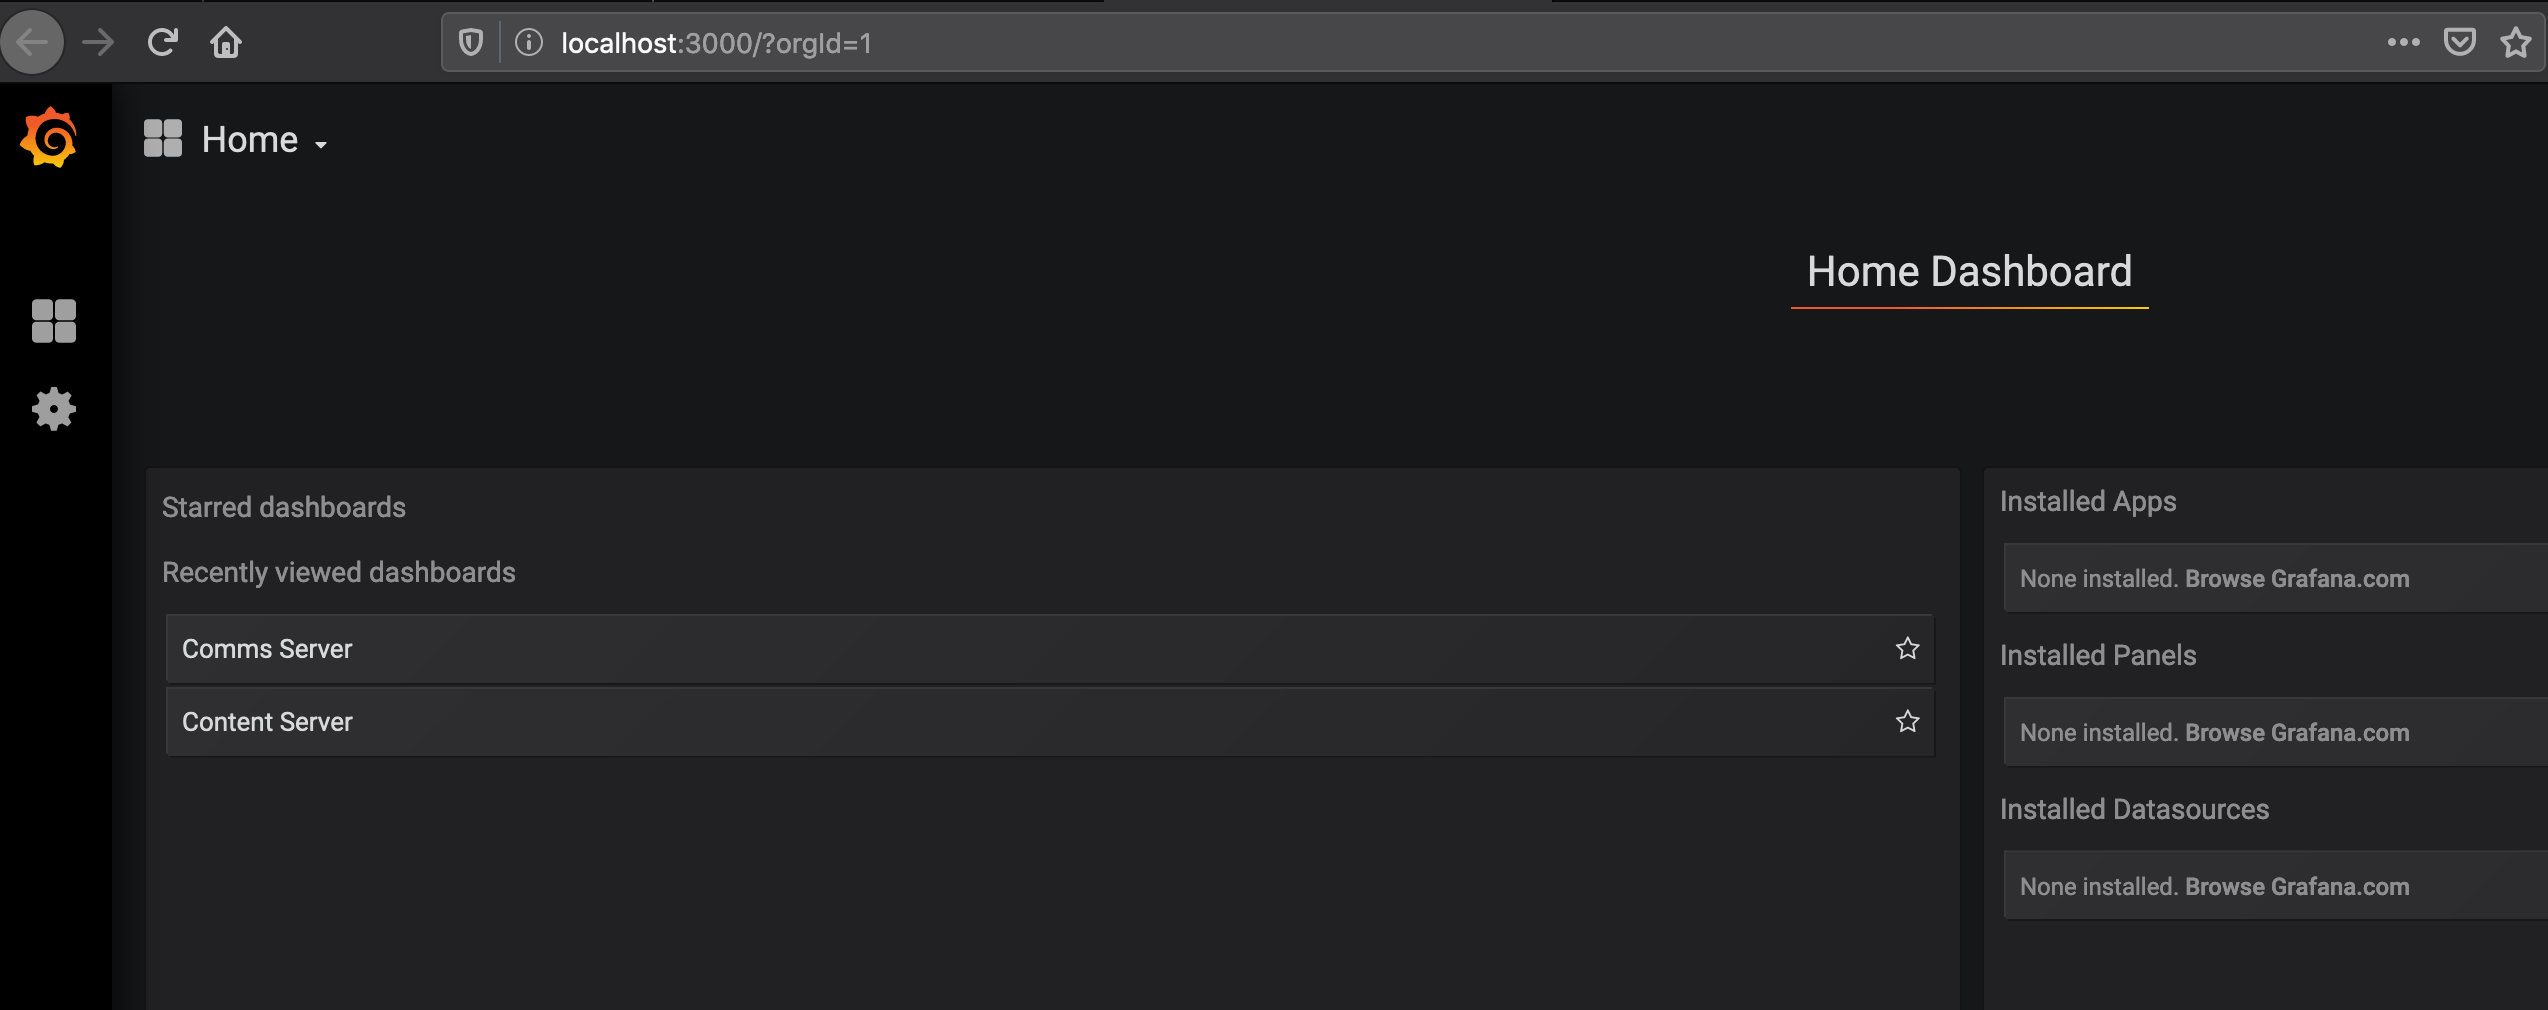 localhost:3000/?orgId=1
Home
Home Dashboard
Starred dashboards
Recently viewed dashboards
Comms Server
Content Server
Installed Apps
None installed. Browse Grafana.com
Installed Panels
None installed. Browse Grafana.com
Installed Datasources
None installed. Browse Grafana.com